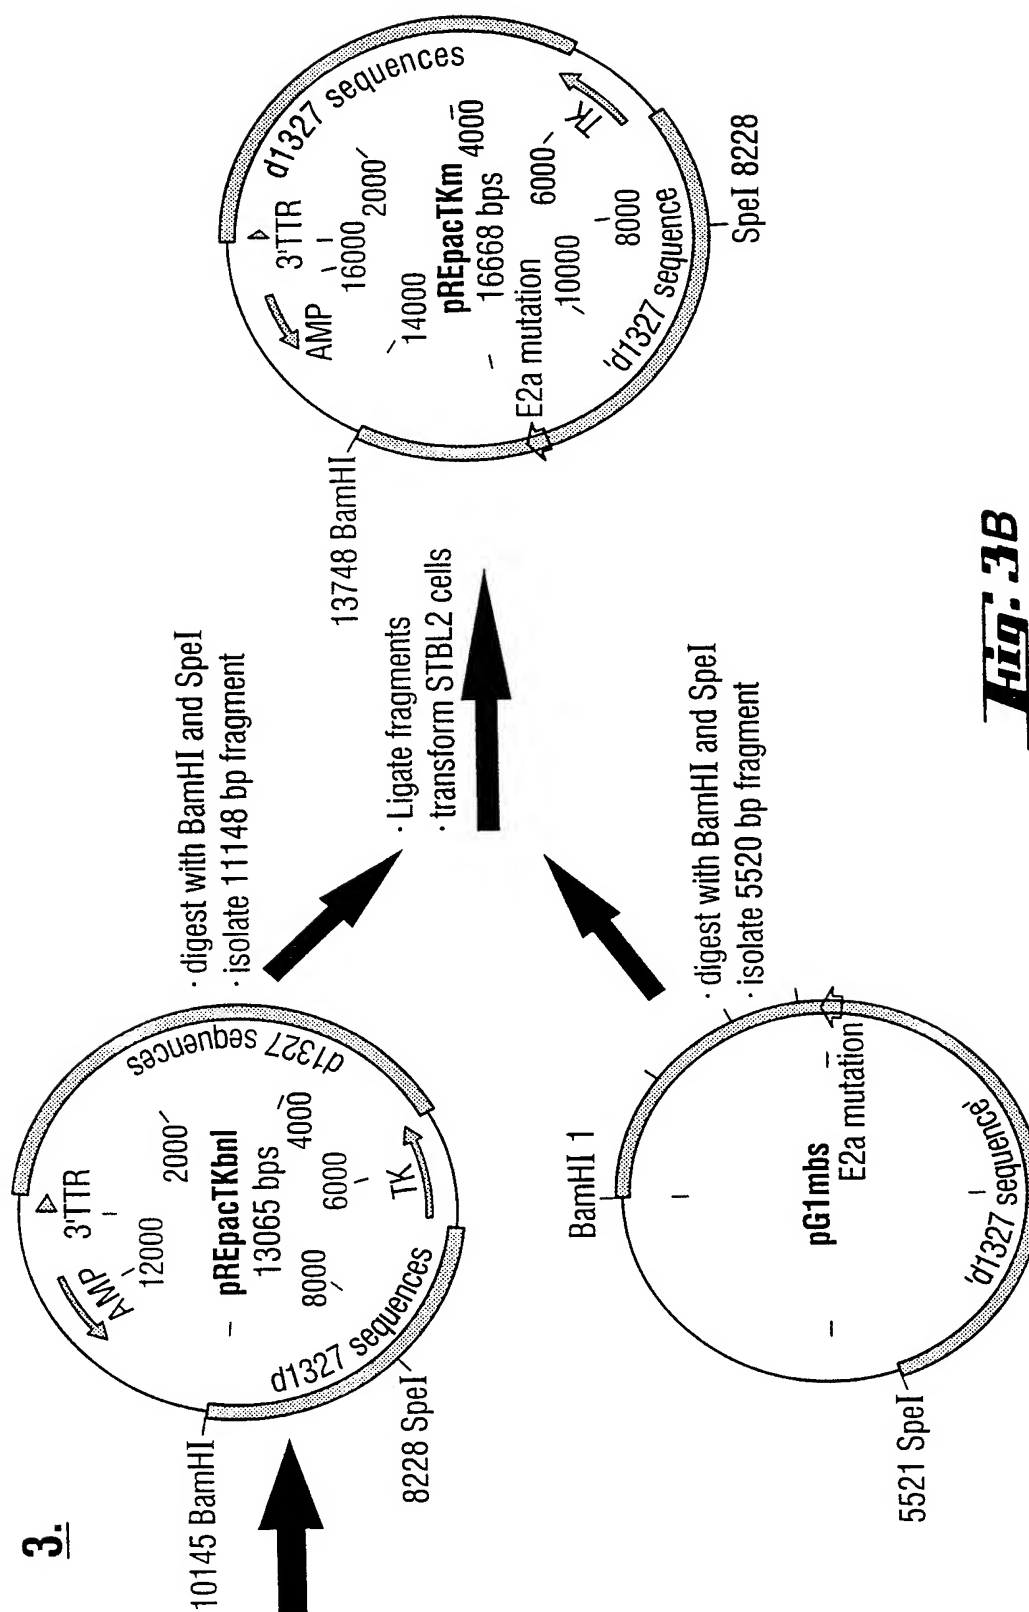 3.
10145 BamHI
8228 SpeI
AMP
3'TTR
12000
2000
4000
6000
8000
pREpacTKbnl
13065 bps
TK
d1327 sequences
d1327 sequences
· digest with BamHI and SpeI
· isolate 11148 bp fragment
BamHI 1
5521 SpeI
pG1mbs
E2a mutation
'd1327 sequence'
· digest with BamHI and SpeI
· isolate 5520 bp fragment
· Ligate fragments
· transform STBL2 cells
13748 BamHI
AMP
3'TTR
16000
2000
14000
4000
6000
8000
10000
pREpacTKm
16668 bps
E2a mutation
TK
d1327 sequences
'd1327 sequence
SpeI 8228
Fig. 3B